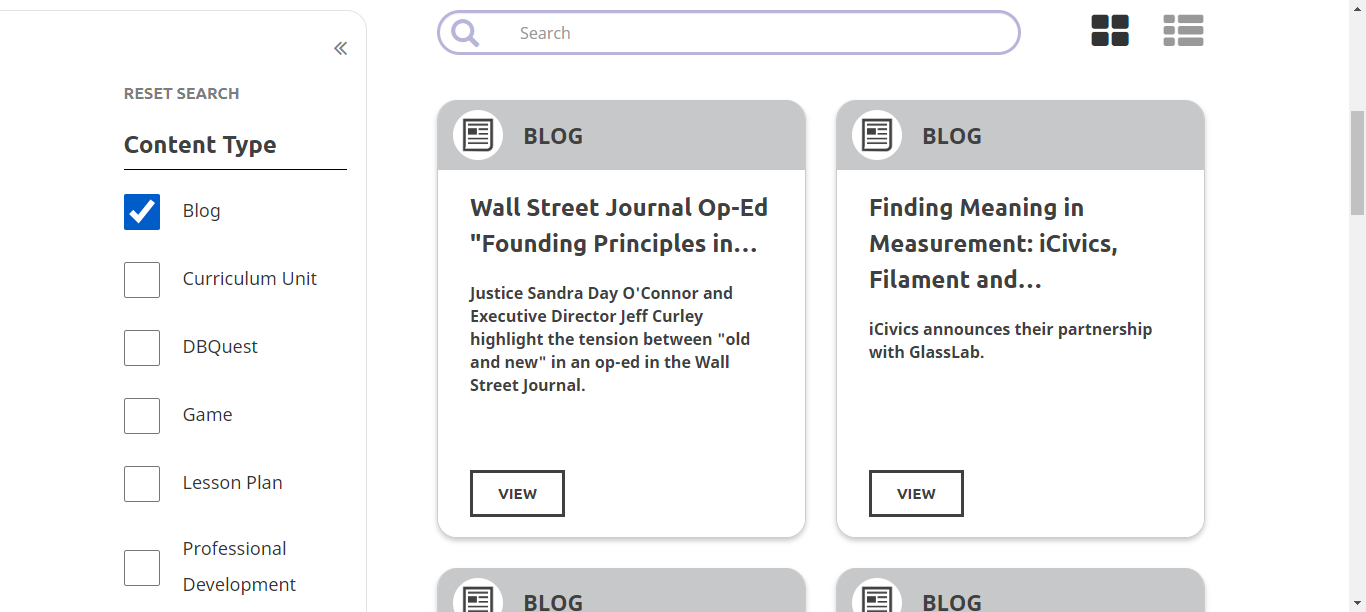 RESET SEARCH
Content Type
Blog
Curriculum Unit
DBQuest
Game
Lesson Plan
Professional
Development
Search
BLOG
Wall Street Journal Op-Ed
"Founding Principles in...
Justice Sandra Day O'Connor and
Executive Director Jeff Curley
highlight the tension between "old
and new" in an op-ed in the Wall
Street Journal.
VIEW
BLOG
Finding Meaning in
Measurement: iCivics,
Filament and...
iCivics announces their partnership
with GlassLab.
VIEW
BLOG
BLOG